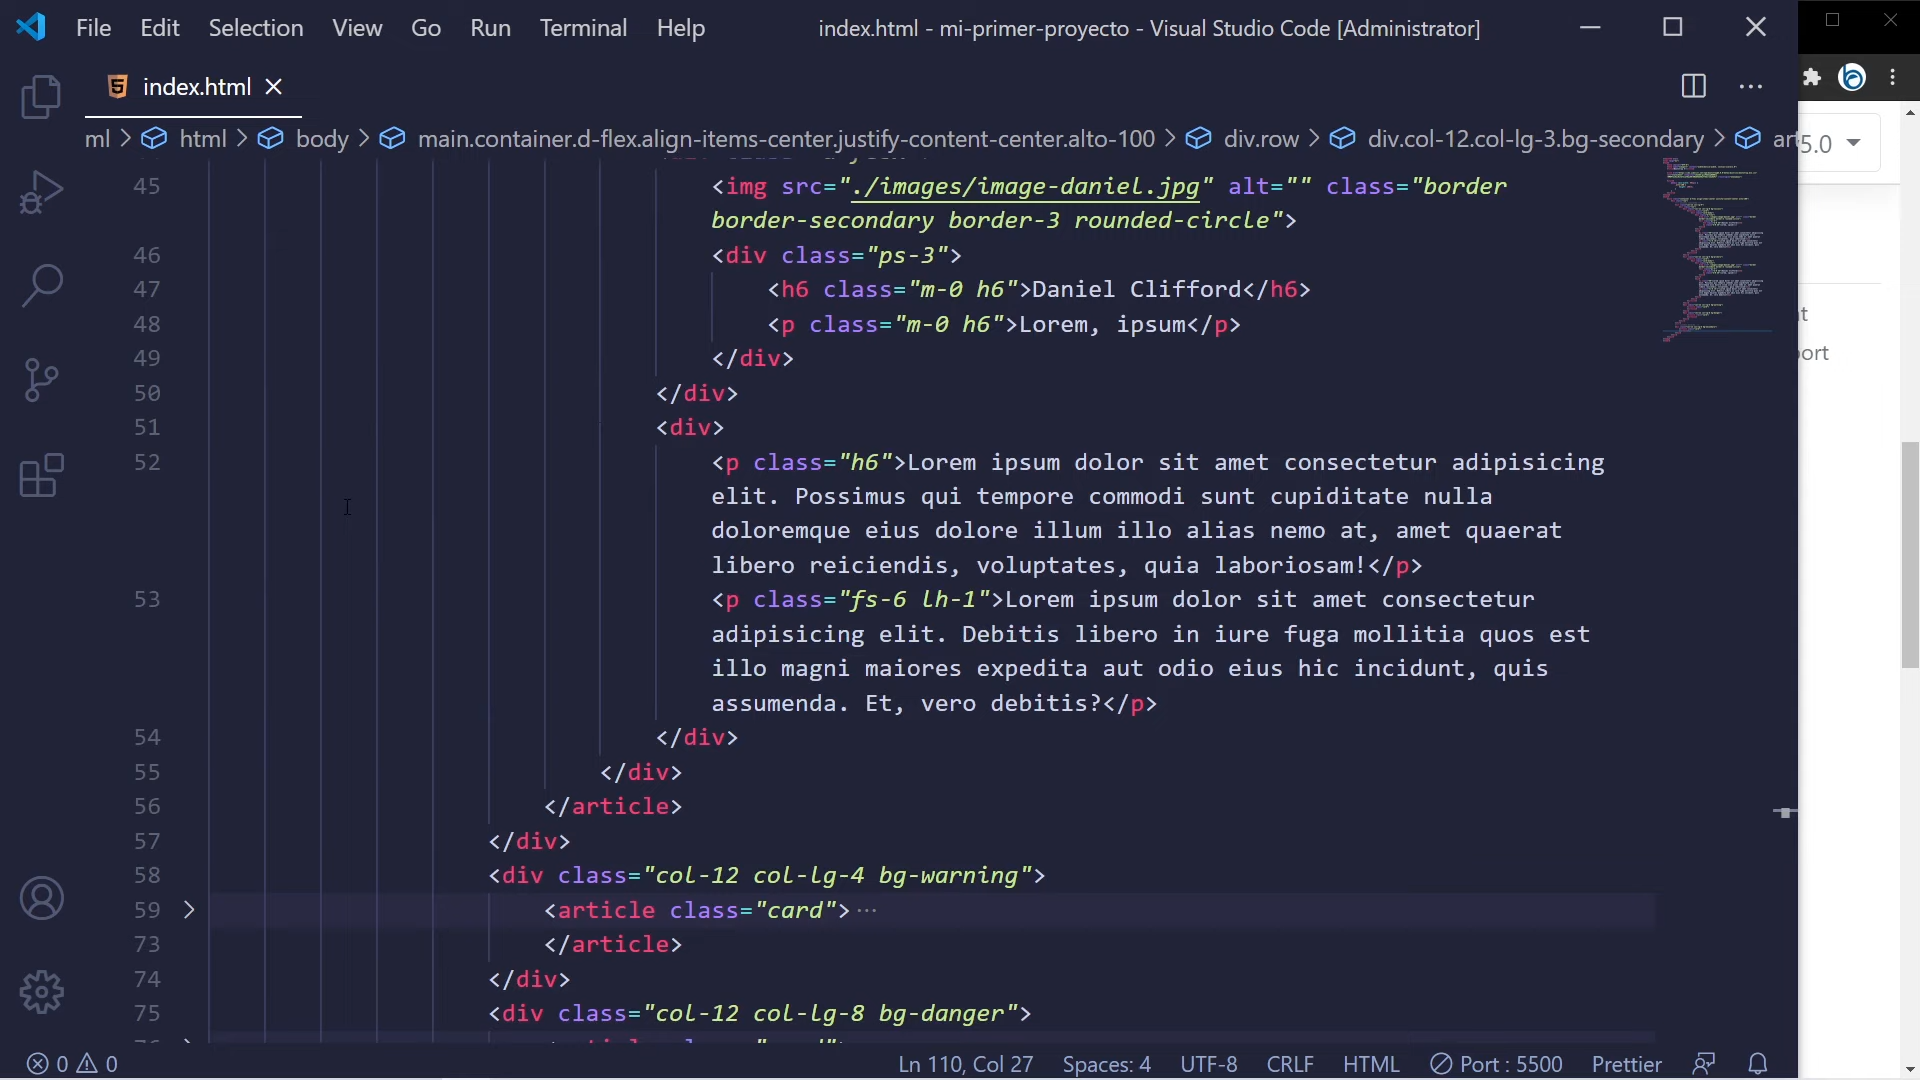 File Edit Selection View Go Run Terminal Help index.html - mi-primer-proyecto - Visual Studio Code [Administrator]
index.html
ml > html > body > main.container.d-flex.align-items-center.justify-content-center.alto-100 > div.row > div.col-12.col-lg-3.bg-secondary >
5.0
45 <img src="./images/image-daniel.jpg" alt="" class="border
border-secondary border-3 rounded-circle">
46 <div class="ps-3">
47 <h6 class="m-0 h6">Daniel Clifford</h6>
48 <p class="m-0 h6">Lorem, ipsum</p>
49 </div>
50 </div>
51 <div>
52 <p class="h6">Lorem ipsum dolor sit amet consectetur adipisicing
elit. Possimus qui tempore commodi sunt cupiditate nulla
doloremque eius dolore illum illo alias nemo at, amet quaerat
libero reiciendis, voluptates, quia laboriosam!</p>
53 <p class="fs-6 lh-1">Lorem ipsum dolor sit amet consectetur
adipisicing elit. Debitis libero in iure fuga mollitia quos est
illo magni maiores expedita aut odio eius hic incidunt, quis
assumenda. Et, vero debitis?</p>
54 </div>
55 </div>
56 </article>
57 </div>
58 <div class="col-12 col-lg-4 bg-warning">
59 <article class="card">···
73 </article>
74 </div>
75 <div class="col-12 col-lg-8 bg-danger">
0 0 Ln 110, Col 27 Spaces: 4 UTF-8 CRLF HTML Port : 5500 Prettier